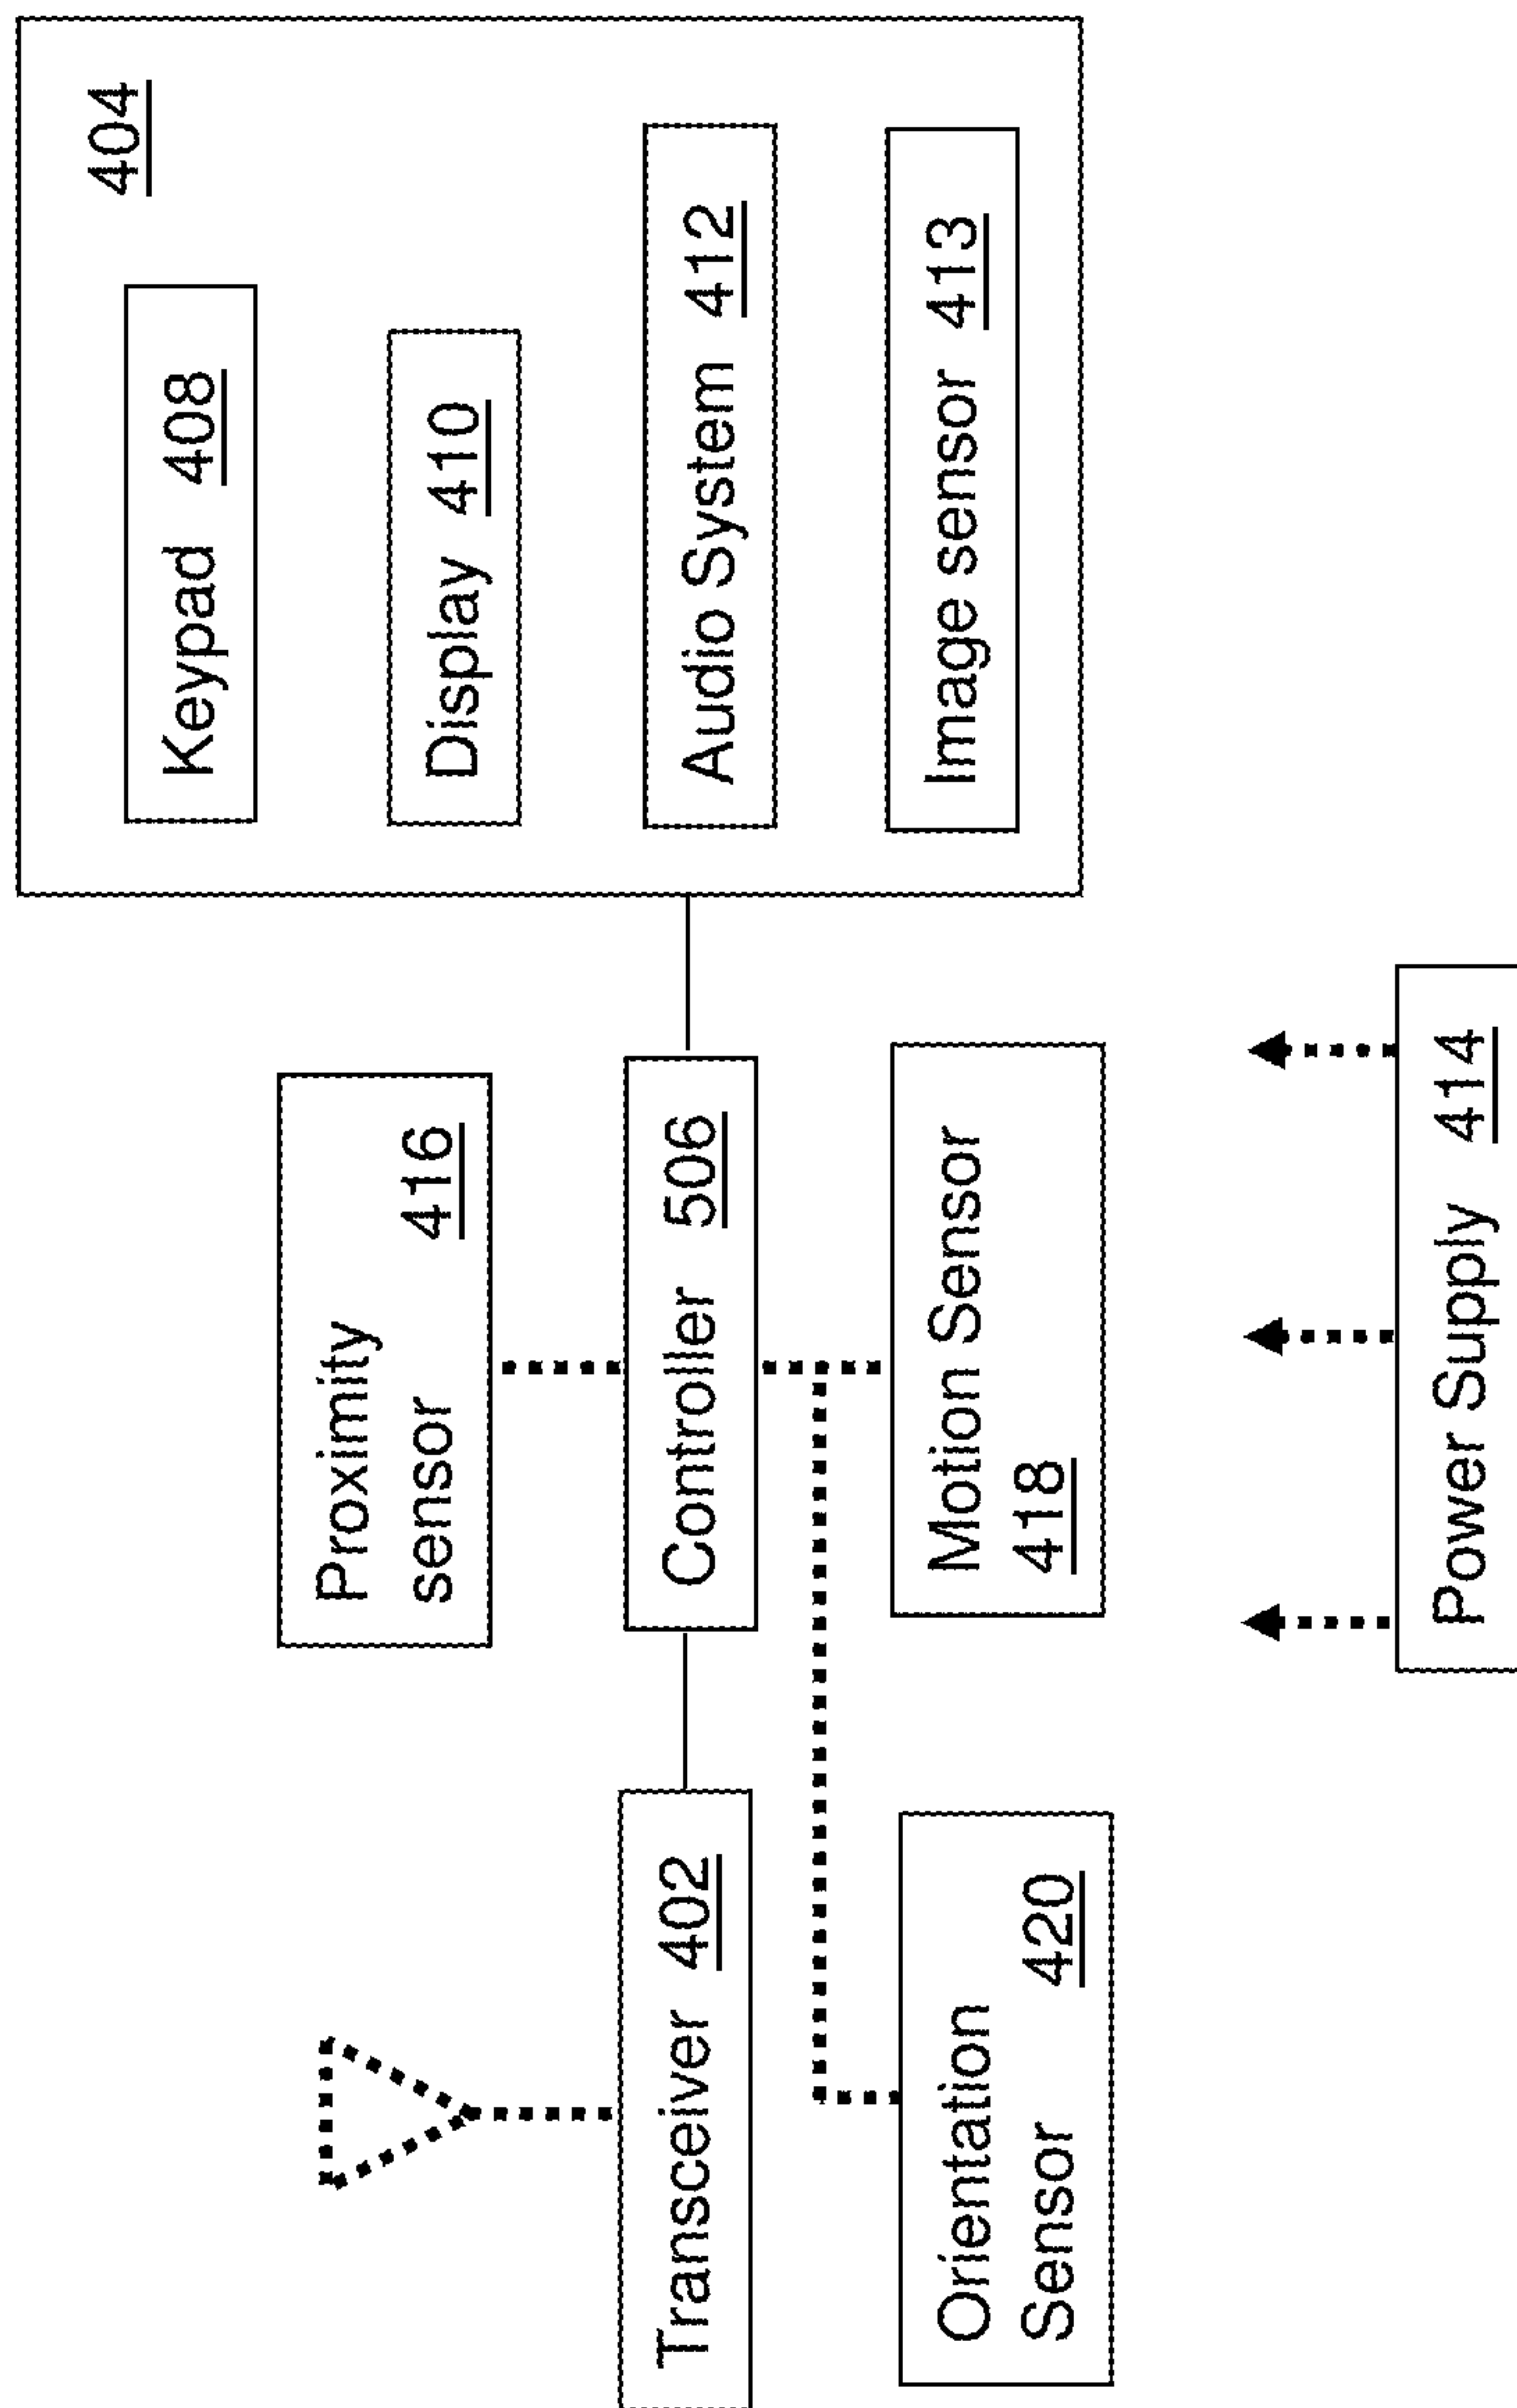 404
Keypad 408
Display 410
Audio System 412
Image sensor 413
Proximity
sensor 416
Controller 506
Motion Sensor
418
Transceiver 402
Orientation
Sensor 420
Power Supply 414